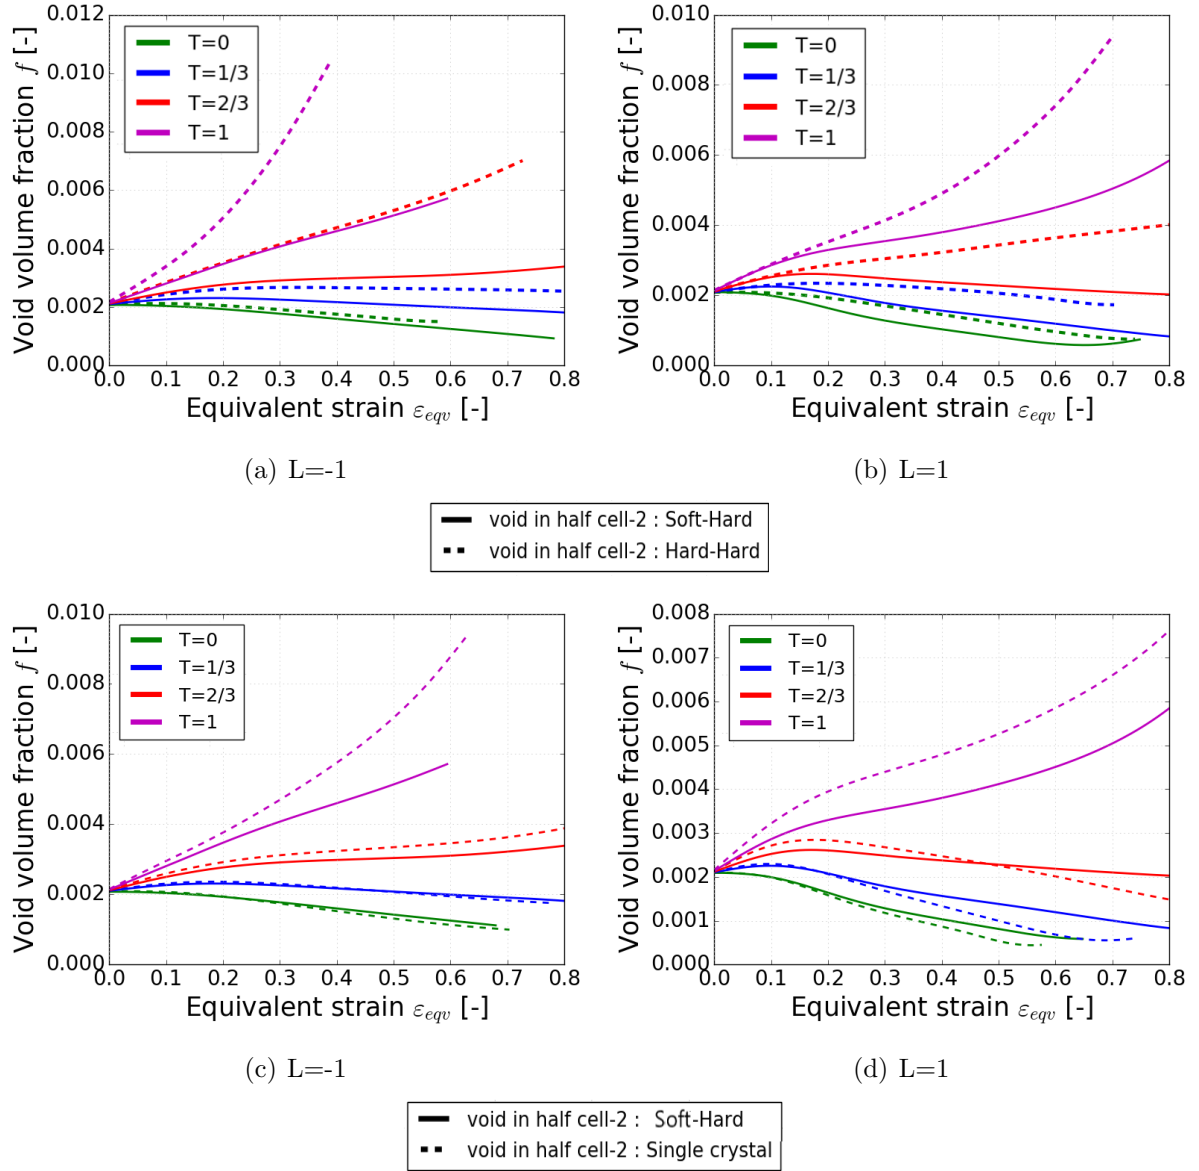 0.012
0.010
0.008
0.006
0.004
0.002
0.000
Void volume fraction f [-]
T=0
T=1/3
T=2/3
T=1
0.0 0.1 0.2 0.3 0.4 0.5 0.6 0.7 0.8
Equivalent strain εeqv [-]
(a) L=-1
0.010
0.008
0.006
0.004
0.002
0.000
Void volume fraction f [-]
T=0
T=1/3
T=2/3
T=1
0.0 0.1 0.2 0.3 0.4 0.5 0.6 0.7 0.8
Equivalent strain εeqv [-]
(b) L=1
void in half cell-2 : Soft-Hard
void in half cell-2 : Hard-Hard
0.010
0.008
0.006
0.004
0.002
0.000
Void volume fraction f [-]
T=0
T=1/3
T=2/3
T=1
0.0 0.1 0.2 0.3 0.4 0.5 0.6 0.7 0.8
Equivalent strain εeqv [-]
(c) L=-1
0.008
0.007
0.006
0.005
0.004
0.003
0.002
0.001
0.000
Void volume fraction f [-]
T=0
T=1/3
T=2/3
T=1
0.0 0.1 0.2 0.3 0.4 0.5 0.6 0.7 0.8
Equivalent strain εeqv [-]
(d) L=1
void in half cell-2 : Soft-Hard
void in half cell-2 : Single crystal